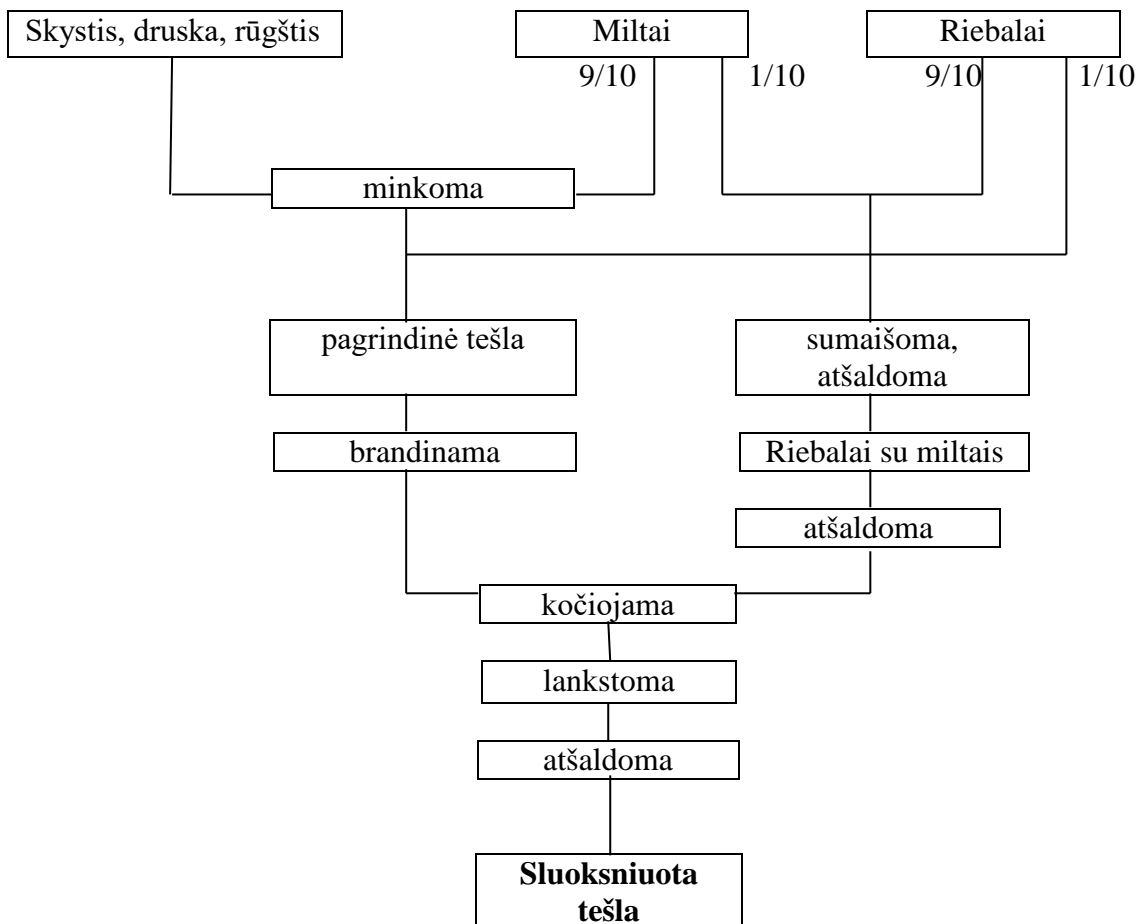 Skystis, druska, rūgštis
Miltai
Riebalai
9/10
1/10
9/10
1/10
minkoma
pagrindinė tešla
sumaišoma,
atšaldoma
brandinama
Riebalai su miltais
atšaldoma
kočiojama
lankstoma
atšaldoma
Sluoksniuota
tešla